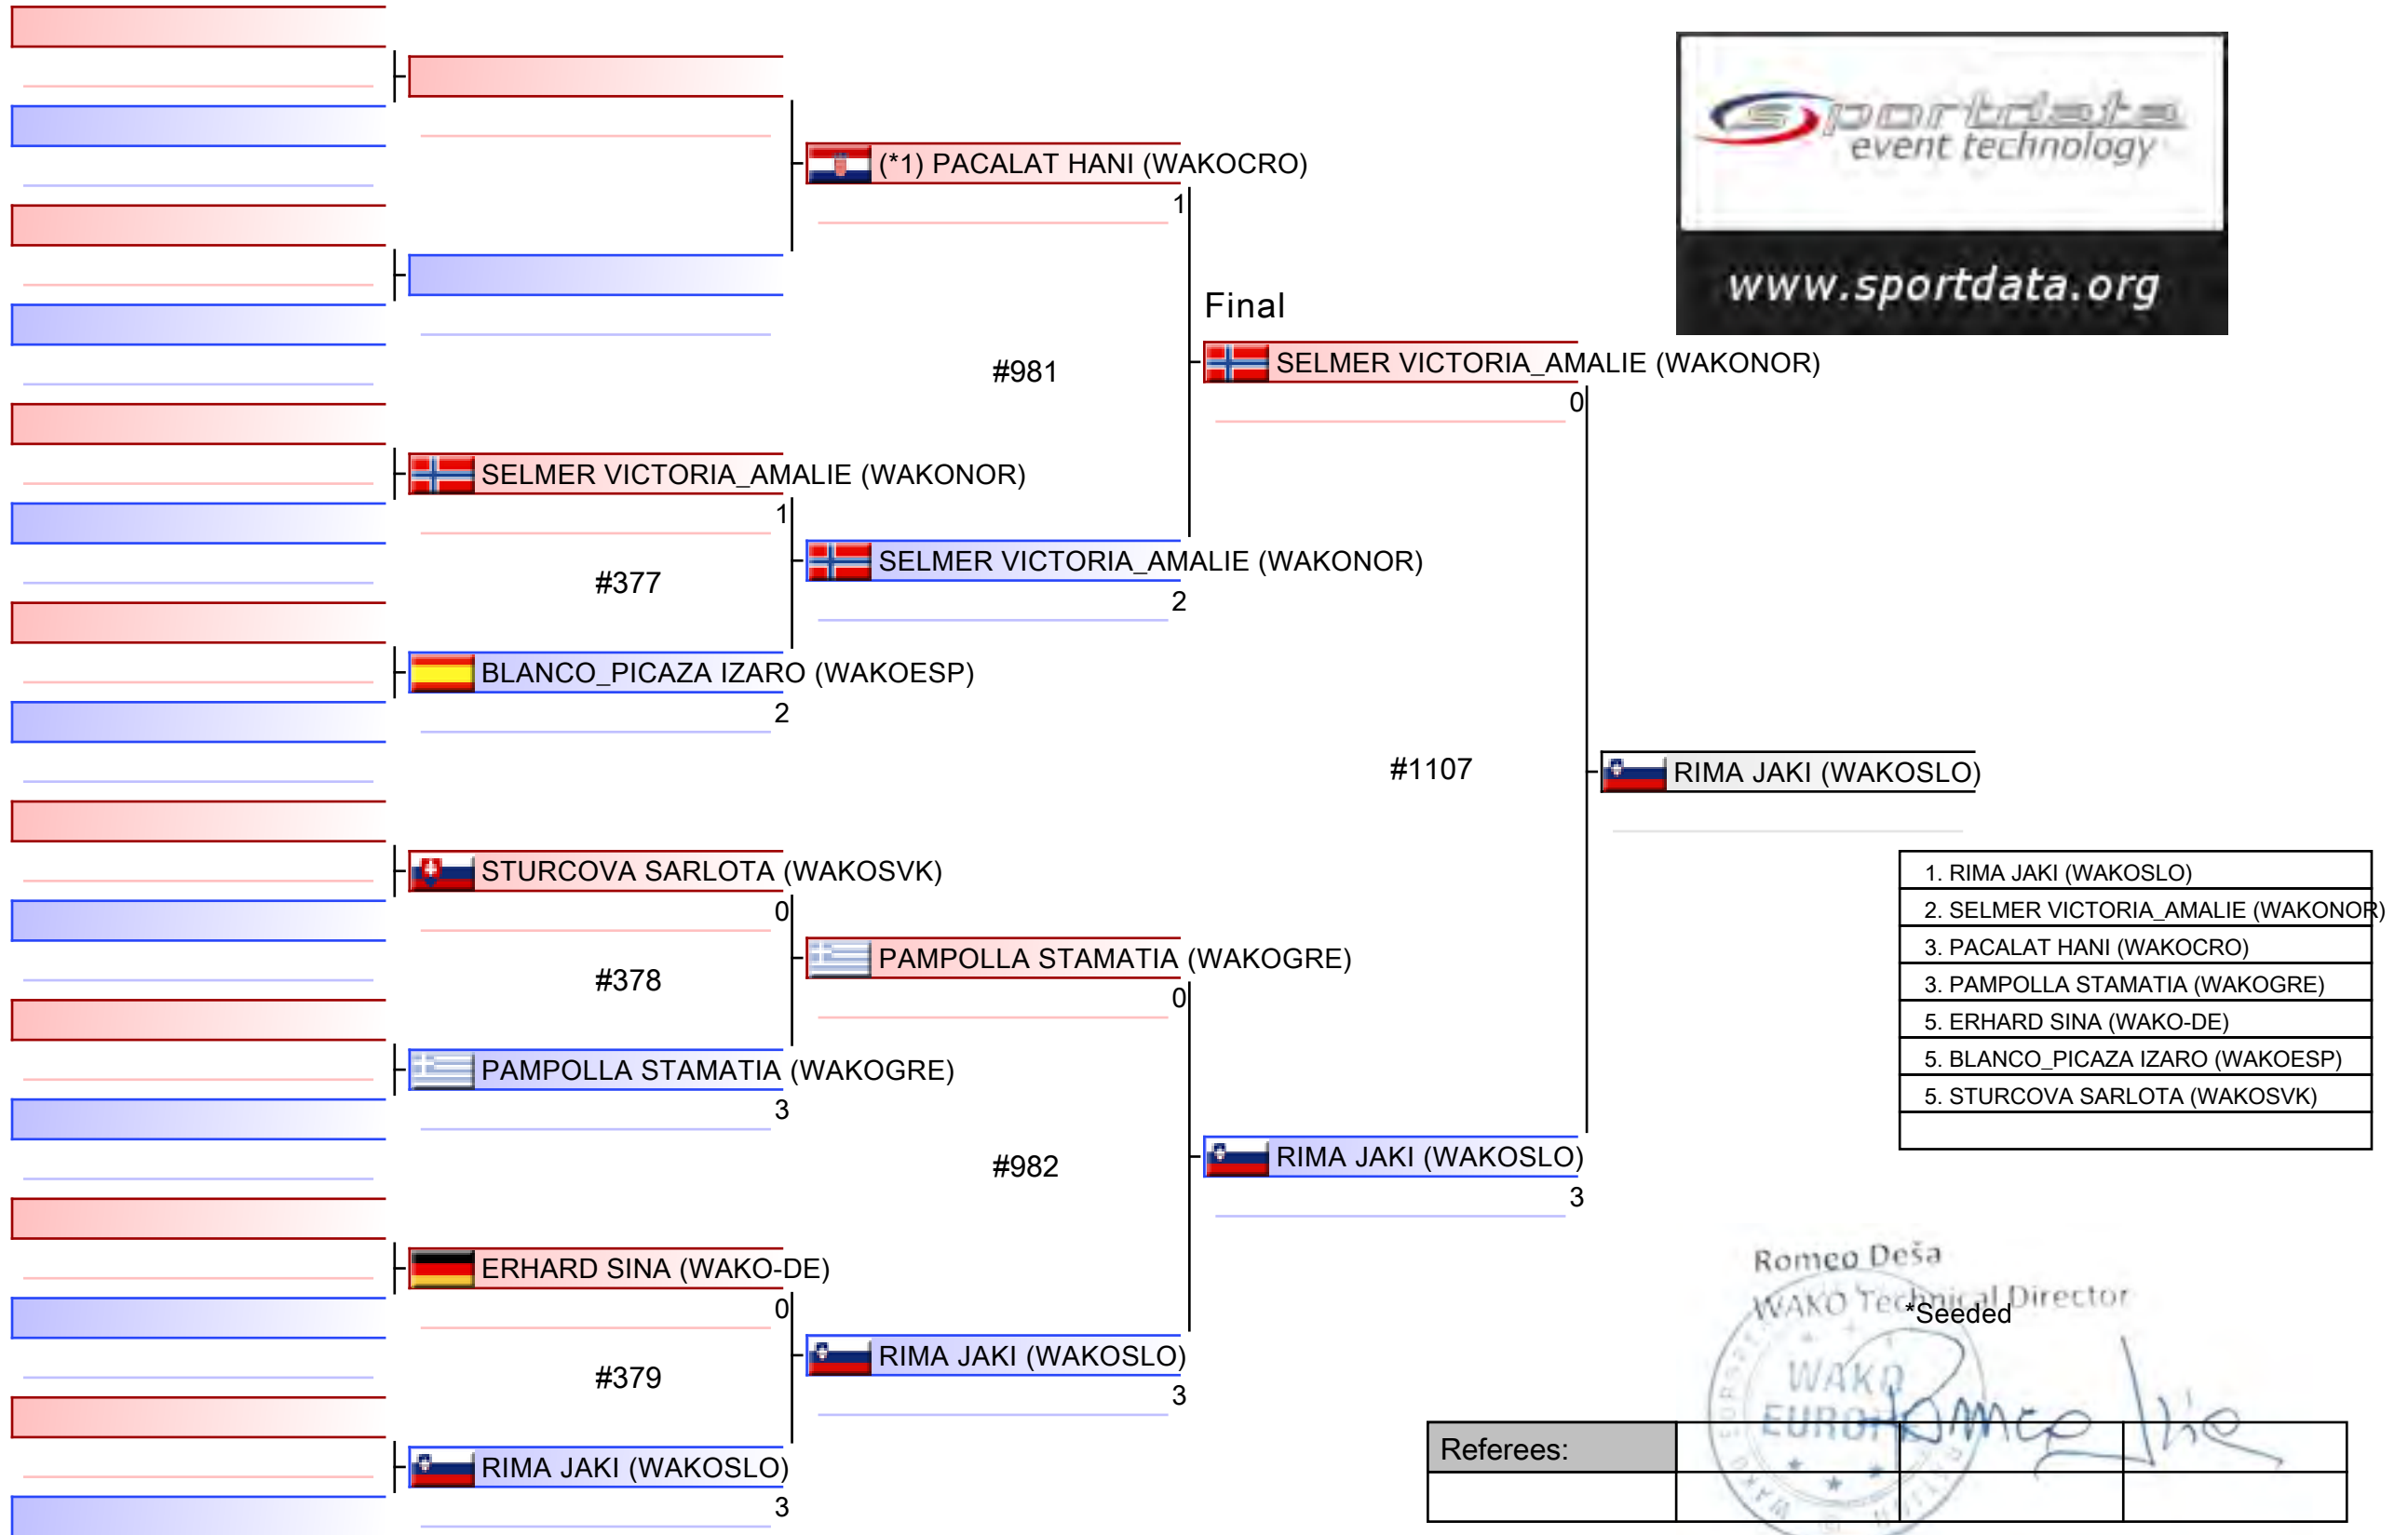 sportdata
event technology
www.sportdata.org
(*1) PACALAT HANI (WAKOCRO)
1
Final
#981
SELMER VICTORIA_AMALIE (WAKONOR)
0
SELMER VICTORIA_AMALIE (WAKONOR)
1
#377
SELMER VICTORIA_AMALIE (WAKONOR)
2
BLANCO_PICAZA IZARO (WAKOESP)
2
#1107
RIMA JAKI (WAKOSLO)
STURCOVA SARLOTA (WAKOSVK)
0
#378
PAMPOLLA STAMATIA (WAKOGRE)
0
PAMPOLLA STAMATIA (WAKOGRE)
3
#982
RIMA JAKI (WAKOSLO)
3
ERHARD SINA (WAKO-DE)
0
#379
RIMA JAKI (WAKOSLO)
3
RIMA JAKI (WAKOSLO)
3
1. RIMA JAKI (WAKOSLO)
2. SELMER VICTORIA_AMALIE (WAKONOR)
3. PACALAT HANI (WAKOCRO)
3. PAMPOLLA STAMATIA (WAKOGRE)
5. ERHARD SINA (WAKO-DE)
5. BLANCO_PICAZA IZARO (WAKOESP)
5. STURCOVA SARLOTA (WAKOSVK)
Romeo Deša
WAKO Technical Director
*Seeded
WAKO
EUROPE
Referees: